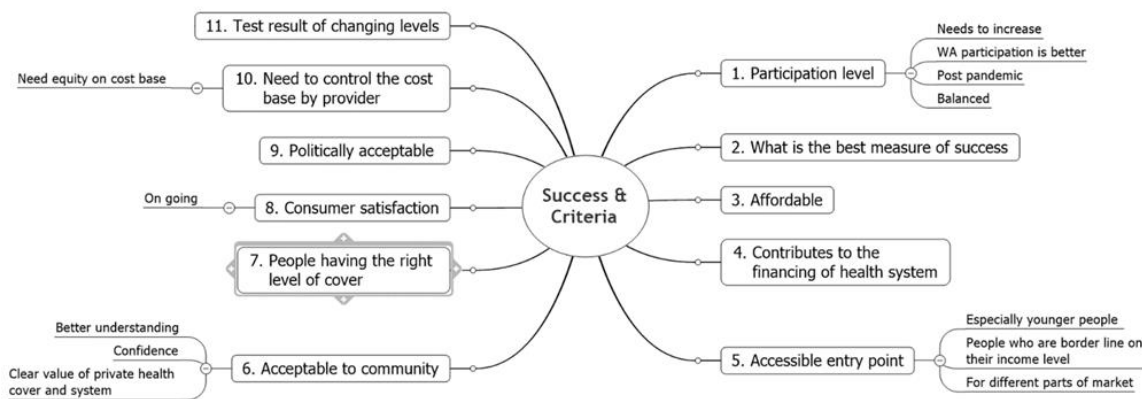 Success &
Criteria
1. Participation level
Needs to increase
WA participation is better
Post pandemic
Balanced
2. What is the best measure of success
3. Affordable
4. Contributes to the
financing of health system
5. Accessible entry point
Especially younger people
People who are border line on
their income level
For different parts of market
6. Acceptable to community
Better understanding
Confidence
Clear value of private health
cover and system
7. People having the right
level of cover
8. Consumer satisfaction
On going
9. Politically acceptable
10. Need to control the cost
base by provider
Need equity on cost base
11. Test result of changing levels